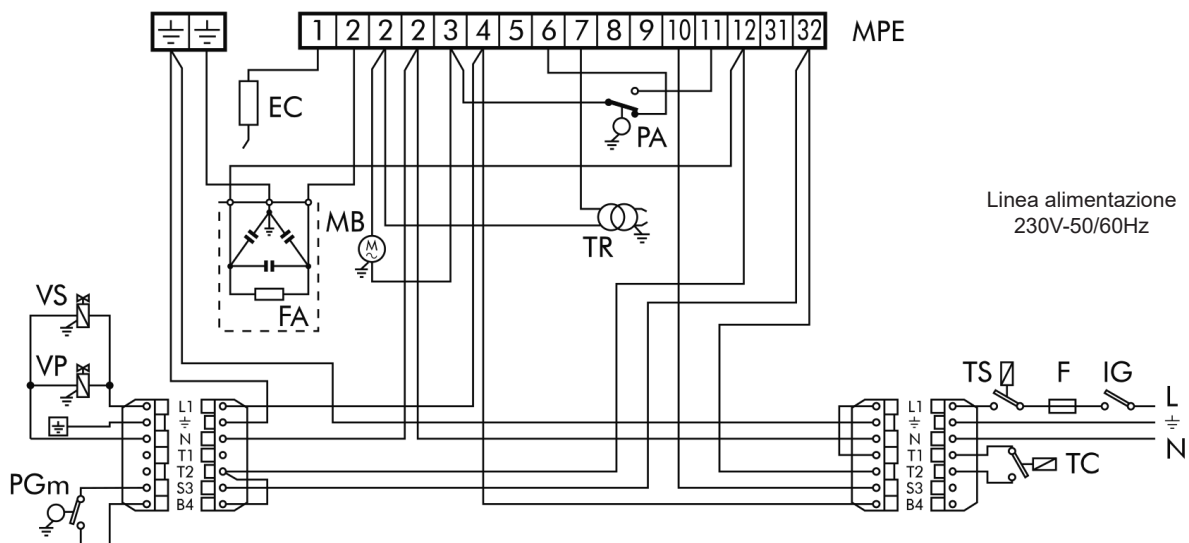 1 2 2 2 3 4 5 6 7 8 9 10 11 12 31 32 MPE
EC
PA
Linea alimentazione
230V-50/60Hz
MB
M
TR
FA
VS
VP
TS F IG
L1 L1 L
N N N
T1 T1
T2 T2 TC
S3 S3
PGm
B4 B4